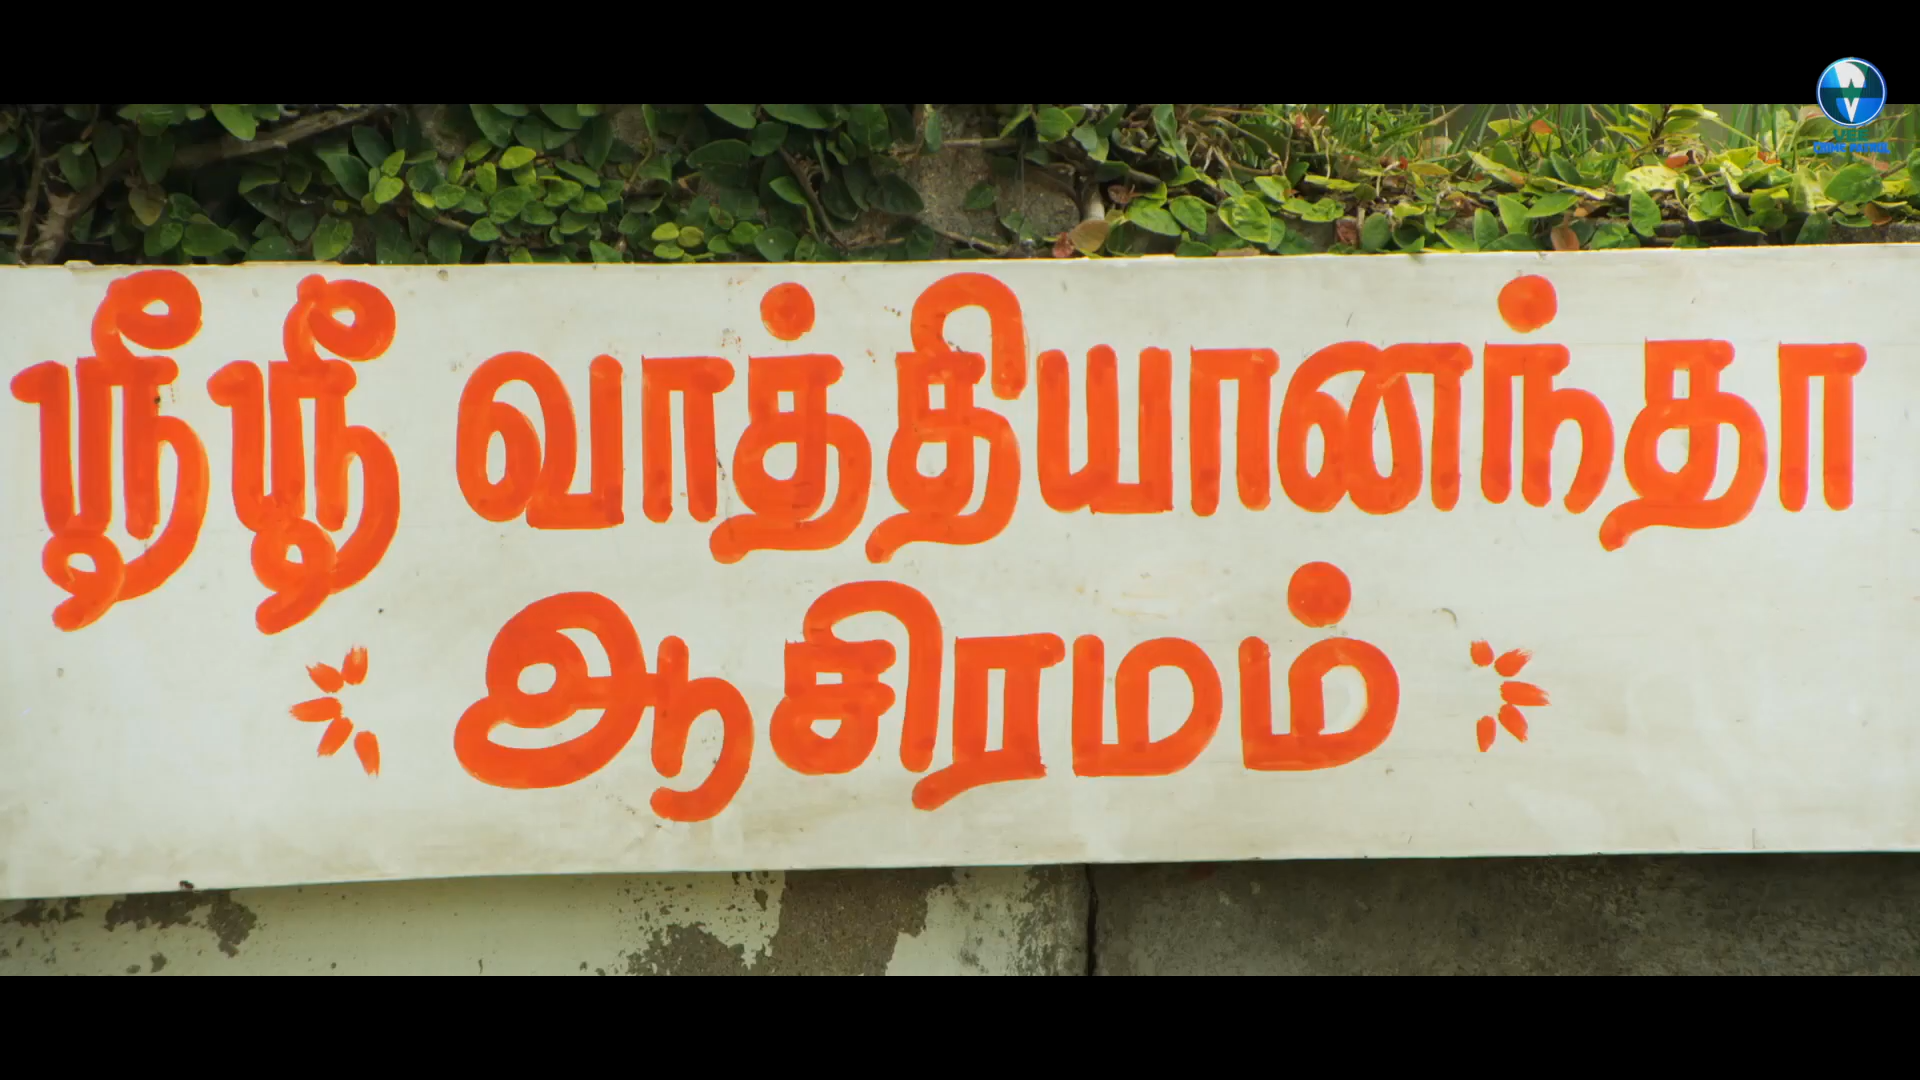 ஸ்ரீ ஸ்ரீ வாத்தியானந்தா
ஆசிரமம்